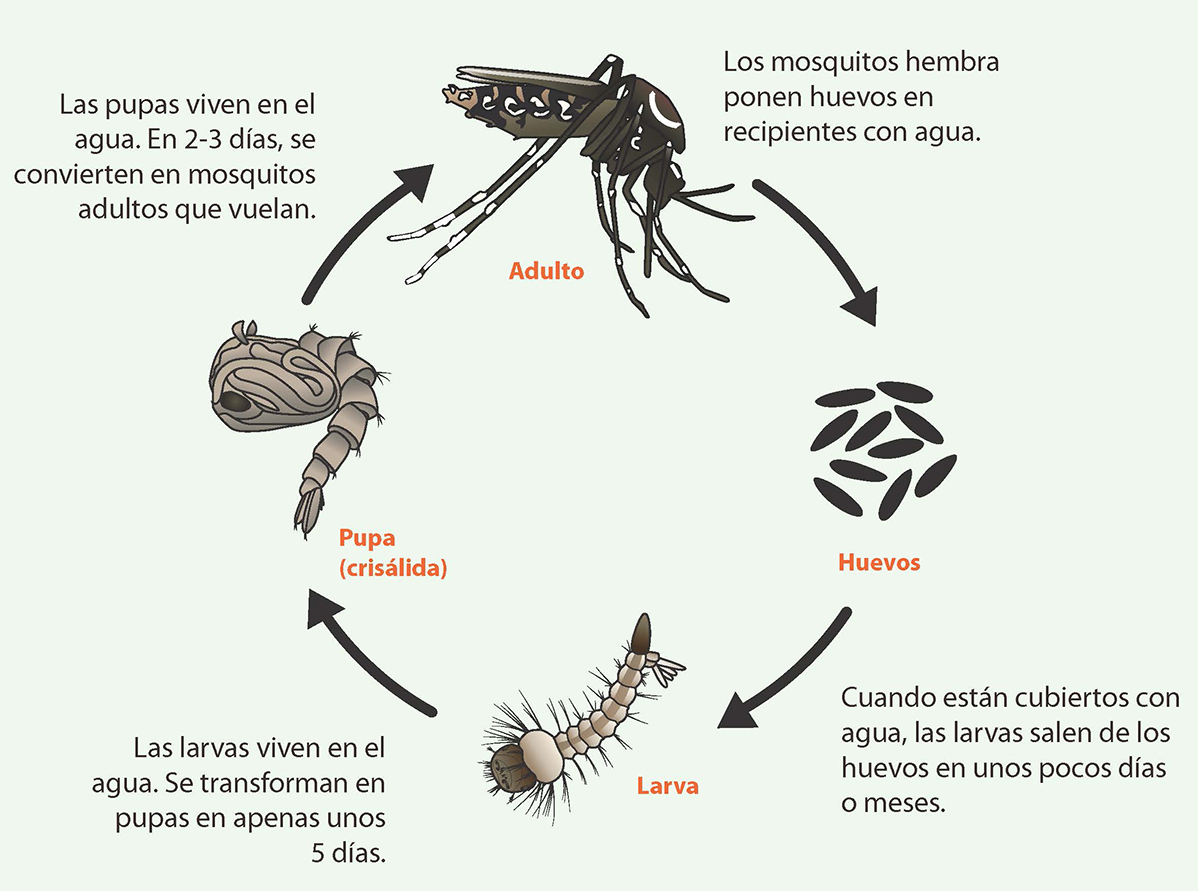 Los mosquitos hembra
ponen huevos en
recipientes con agua.
Las pupas viven en el
agua. En 2-3 días, se
convierten en mosquitos
adultos que vuelan.
Adulto
Pupa
(crisálida)
Huevos
Cuando están cubiertos con
agua, las larvas salen de los
huevos en unos pocos días
o meses.
Las larvas viven en el
agua. Se transforman en
pupas en apenas unos
5 días.
Larva